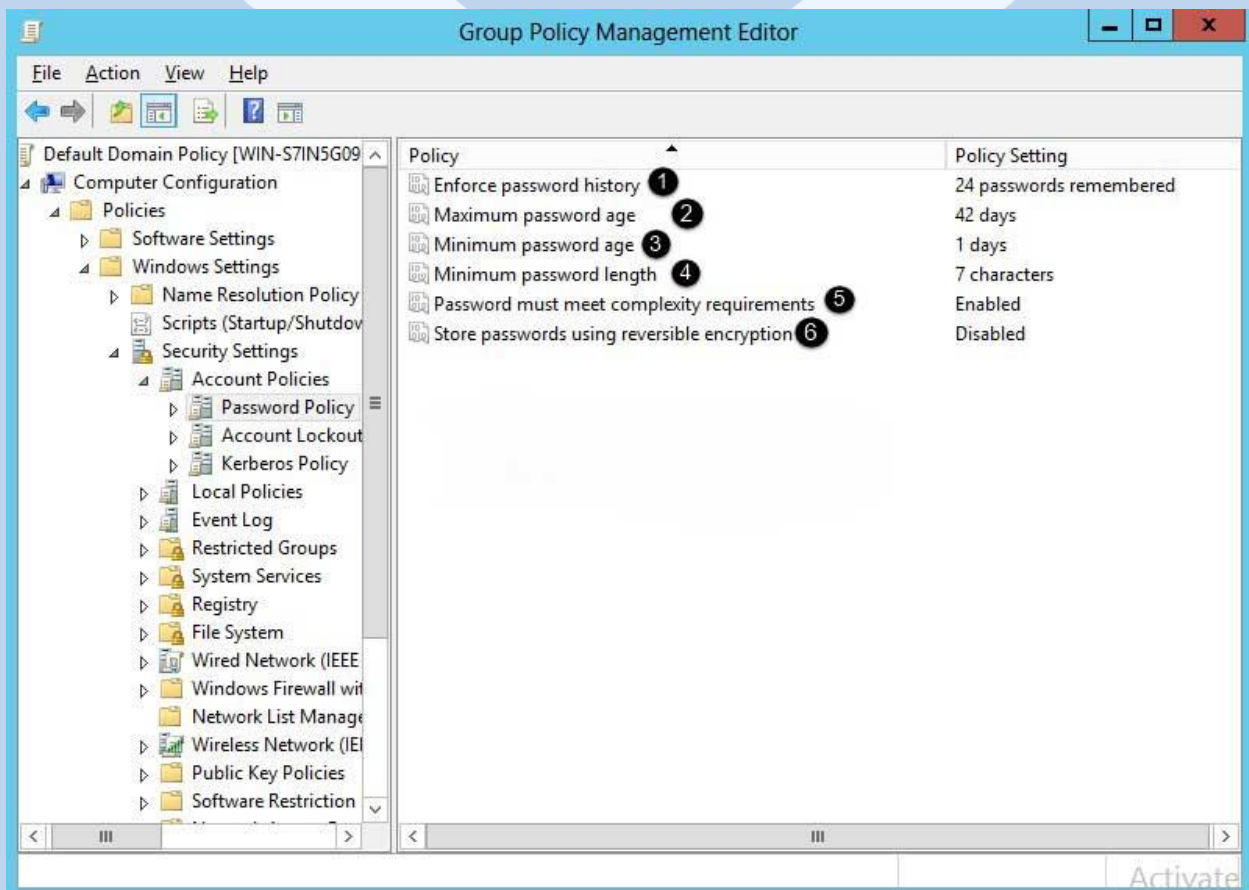 Group Policy Management Editor
File Action View Help
Default Domain Policy [WIN-S7IN5G09
Computer Configuration
Policies
Software Settings
Windows Settings
Name Resolution Policy
Scripts (Startup/Shutdov
Security Settings
Account Policies
Password Policy
Account Lockout
Kerberos Policy
Local Policies
Event Log
Restricted Groups
System Services
Registry
File System
Wired Network (IEEE
Windows Firewall wit
Network List Manage
Wireless Network (IEI
Public Key Policies
Software Restriction
Policy Policy Setting
Enforce password history 1 24 passwords remembered
Maximum password age 2 42 days
Minimum password age 3 1 days
Minimum password length 4 7 characters
Password must meet complexity requirements 5 Enabled
Store passwords using reversible encryption 6 Disabled
Activate